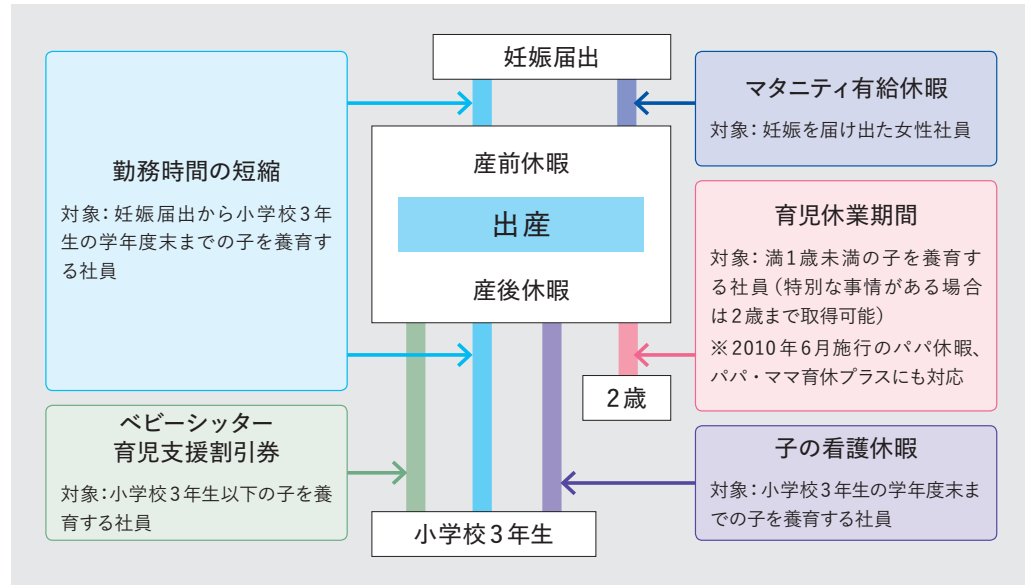 妊娠届出
勤務時間の短縮
対象：妊娠届出から小学校3年
生の学年度末までの子を養育す
る社員
マタニティ有給休暇
対象：妊娠を届け出た女性社員
産前休暇
出産
産後休暇
育児休業期間
対象：満1歳未満の子を養育す
る社員（特別な事情がある場合
は2歳まで取得可能）
※2010年6月施行のパパ休暇、
パパ・ママ育休プラスにも対応
2歳
ベビーシッター
育児支援割引券
対象：小学校3年生以下の子を養
育する社員
子の看護休暇
対象：小学校3年生の学年度末ま
での子を養育する社員
小学校3年生